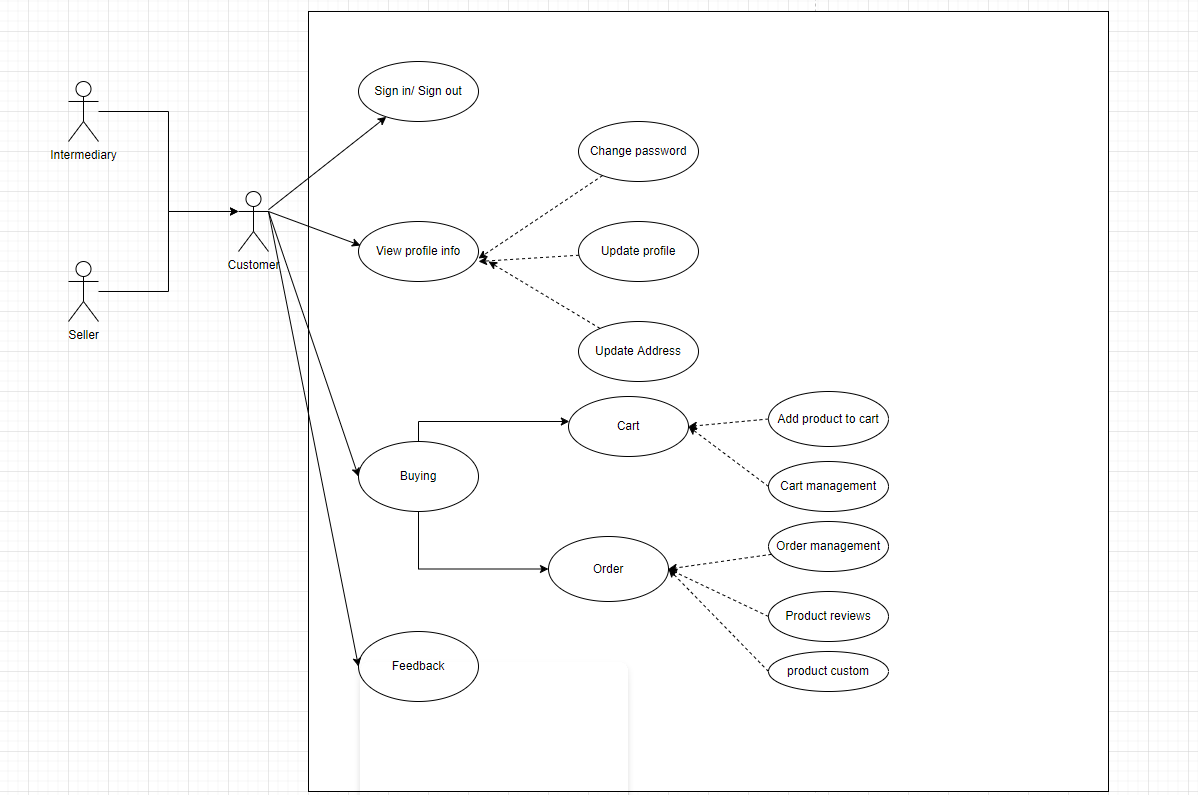 Sign in/ Sign out
Intermediary
Change password
Customer
View profile info
Update profile
Seller
Update Address
Cart
Add product to cart
Buying
Cart management
Order
Order management
Product reviews
Feedback
product custom